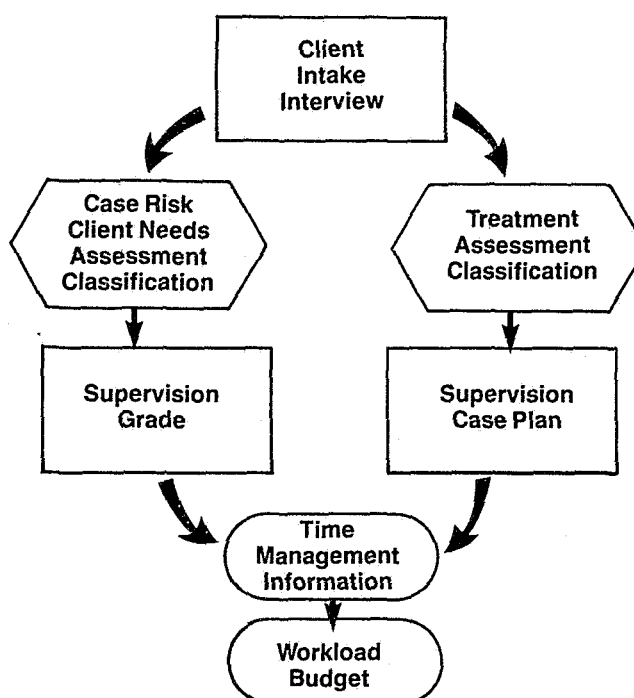 Client
Intake
Interview
Case Risk
Client Needs
Assessment
Classification
Treatment
Assessment
Classification
Supervision
Grade
Supervision
Case Plan
Time
Management
Information
Workload
Budget